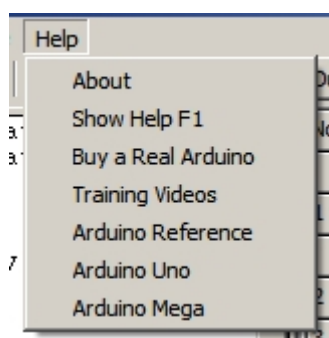 Help
About
Show Help F1
Buy a Real Arduino
Training Videos
Arduino Reference
Arduino Uno
Arduino Mega